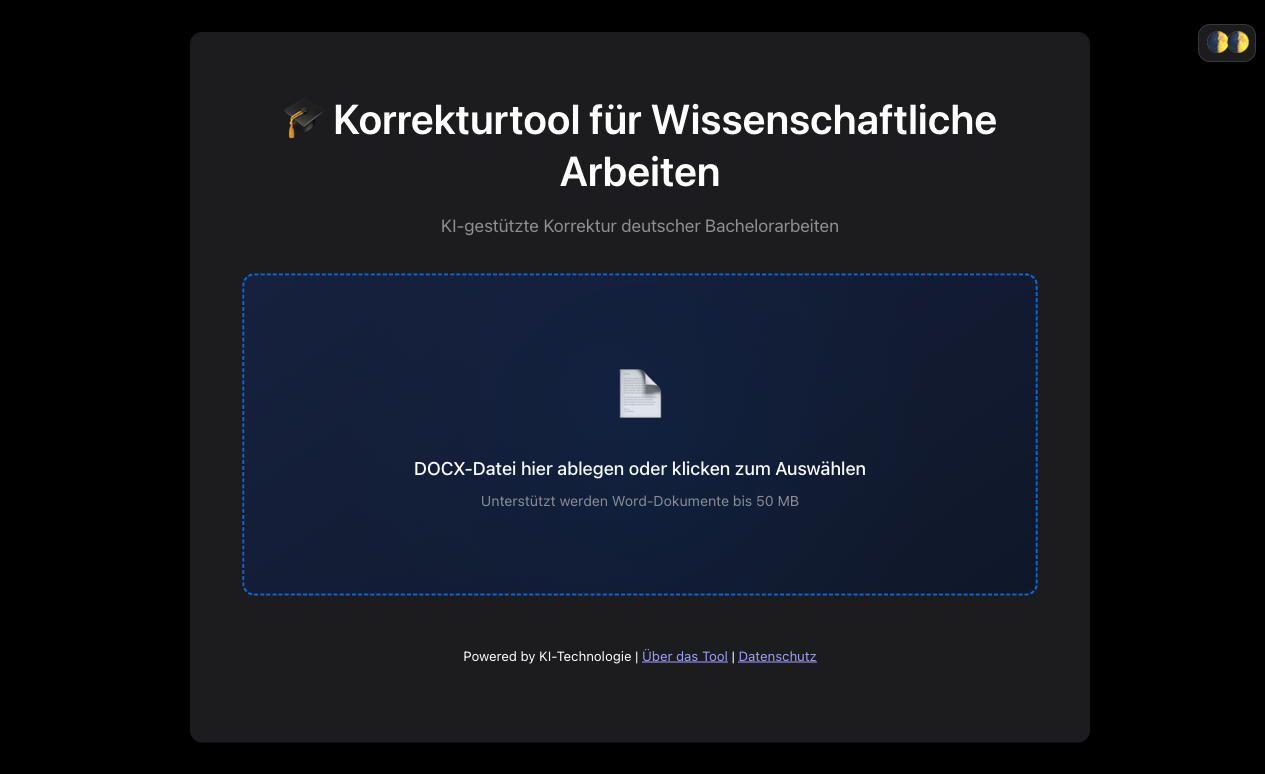 Korrekturtool für Wissenschaftliche
Arbeiten
KI-gestützte Korrektur deutscher Bachelorarbeiten
DOCX-Datei hier ablegen oder klicken zum Auswählen
Unterstützt werden Word-Dokumente bis 50 MB
Powered by KI-Technologie | Über das Tool | Datenschutz